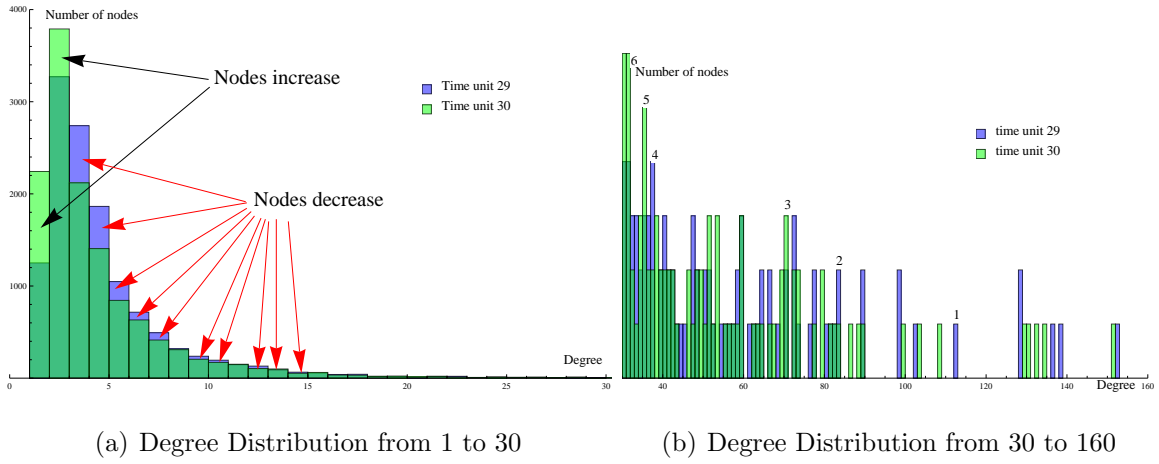 Number of nodes
4000
3000
2000
1000
Nodes increase
Nodes decrease
Time unit 29
Time unit 30
Degree
0
5
10
15
20
25
30
Number of nodes
6
5
4
3
2
1
time unit 29
time unit 30
Degree
40
60
80
100
120
140
160
(a) Degree Distribution from 1 to 30
(b) Degree Distribution from 30 to 160